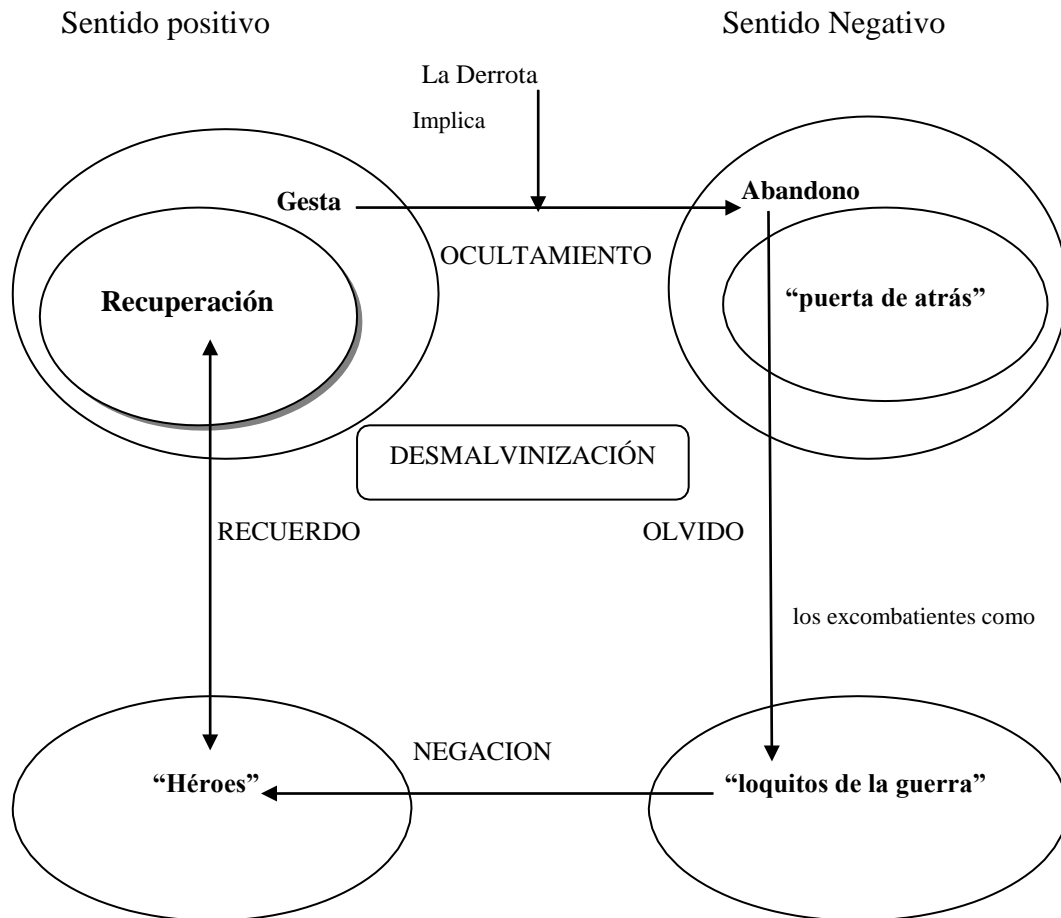 Sentido positivo
Sentido Negativo
La Derrota
Implica
Gesta
Abandono
OCULTAMIENTO
Recuperación
“puerta de atrás”
DESMALVINIZACIÓN
RECUERDO
OLVIDO
los excombatientes como
NEGACION
“Héroes”
“loquitos de la guerra”